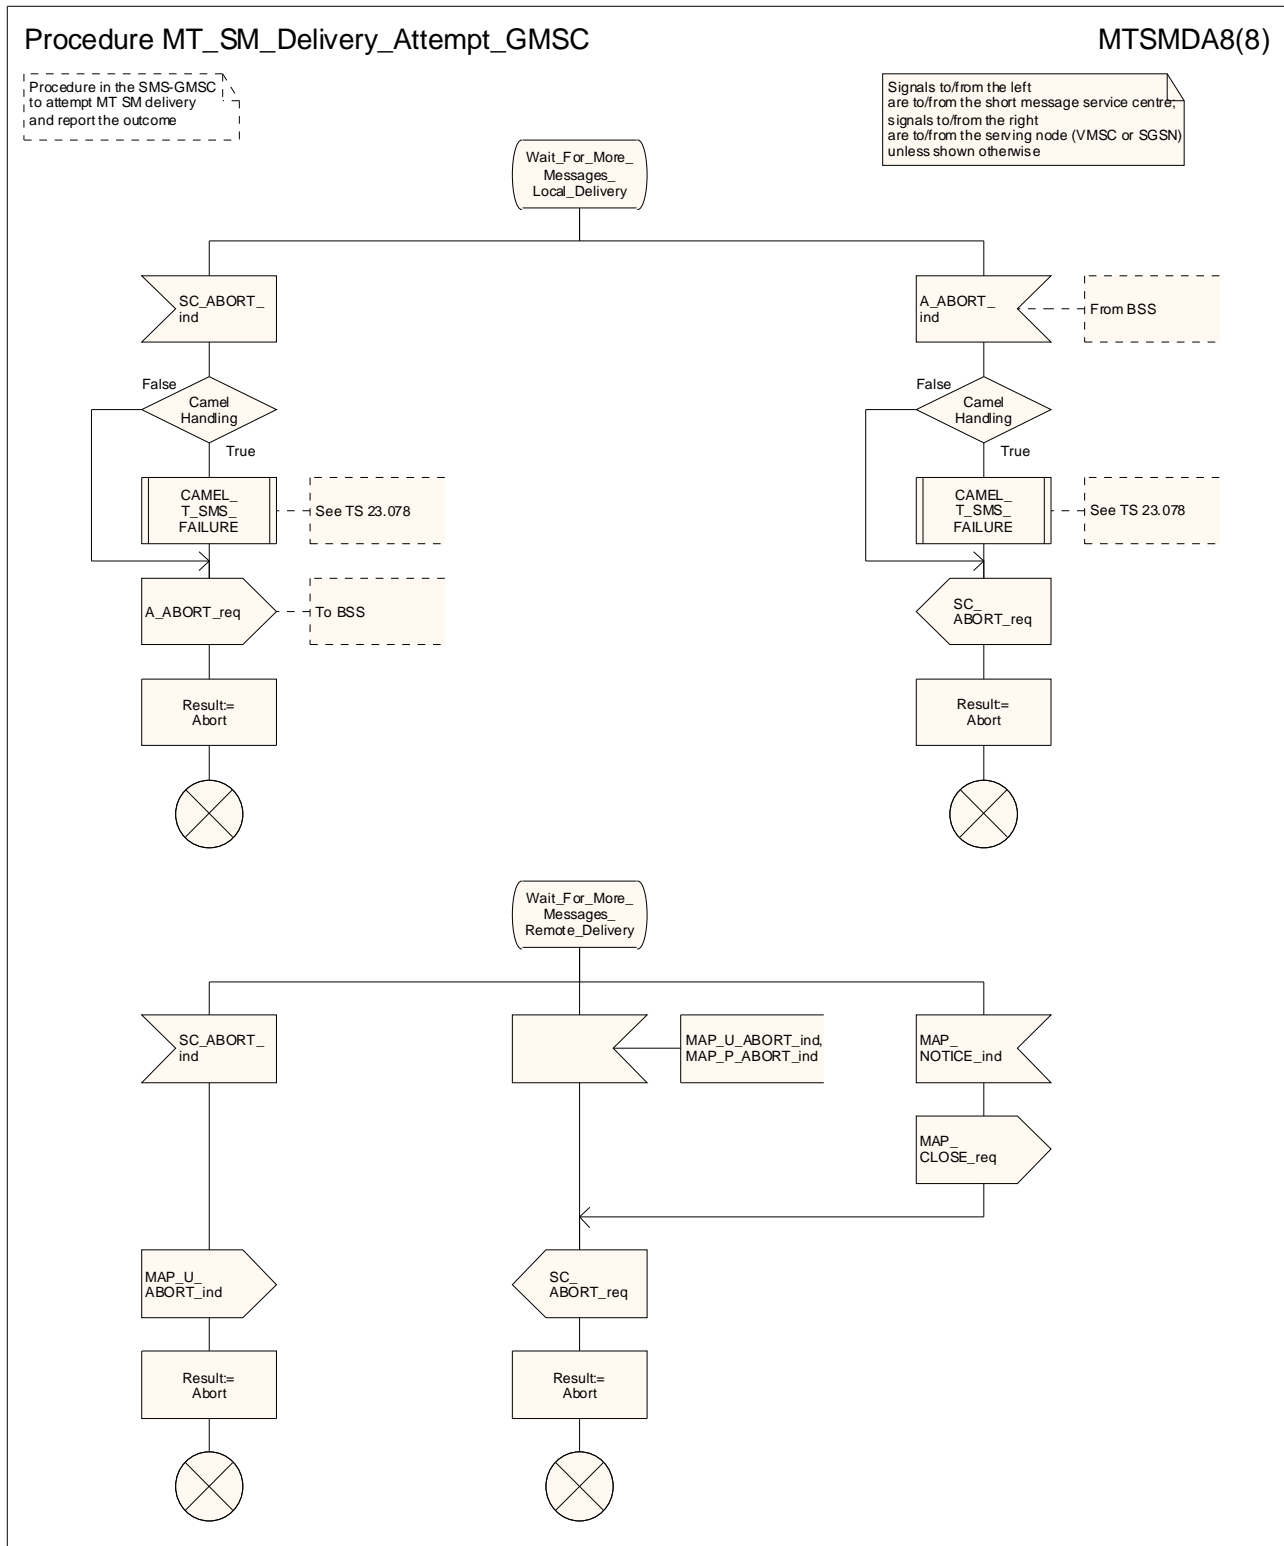 Procedure MT_SM_Delivery_Attempt_GMSC
MTSMDA8(8)
Procedure in the SMS-GMSC
to attempt MT SM delivery
and report the outcome
Signals to/from the left
are to/from the short message service centre;
signals to/from the right
are to/from the serving node (VMSC or SGSN)
unless shown otherwise
Wait_For_More_
Messages_
Local_Delivery
SC_ABORT_
ind
False
Camel
Handling
True
CAMEL_
T_SMS_
FAILURE
See TS 23.078
A_ABORT_req
To BSS
Result:=
Abort
A_ABORT_
ind
From BSS
False
Camel
Handling
True
CAMEL_
T_SMS_
FAILURE
See TS 23.078
SC_
ABORT_req
Result:=
Abort
Wait_For_More_
Messages_
Remote_Delivery
SC_ABORT_
ind
MAP_U_
ABORT_ind
Result:=
Abort
MAP_U_ABORT_ind,
MAP_P_ABORT_ind
SC_
ABORT_req
Result:=
Abort
MAP_
NOTICE_ind
MAP_
CLOSE_req